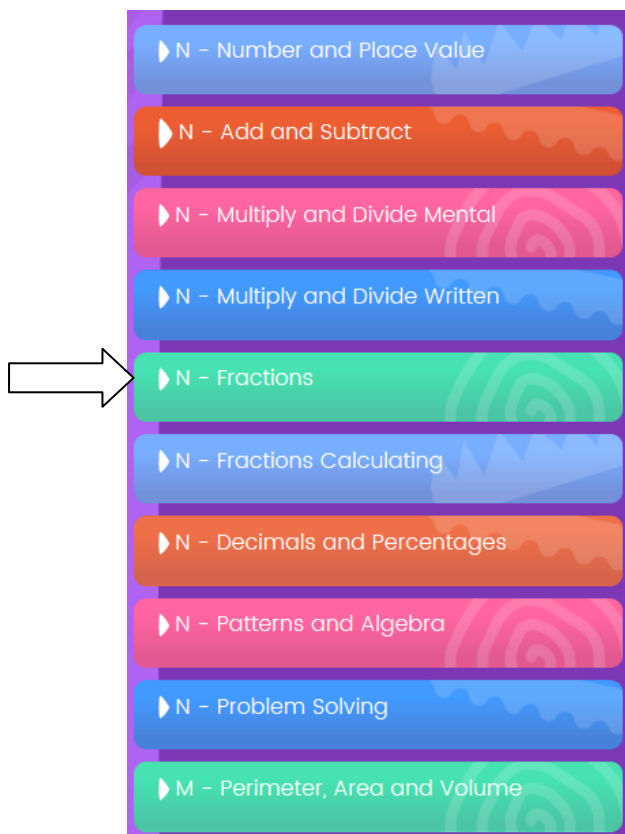 N - Number and Place Value
N - Add and Subtract
N - Multiply and Divide Mental
N - Multiply and Divide Written
N - Fractions
N - Fractions Calculating
N - Decimals and Percentages
N - Patterns and Algebra
N - Problem Solving
M - Perimeter, Area and Volume